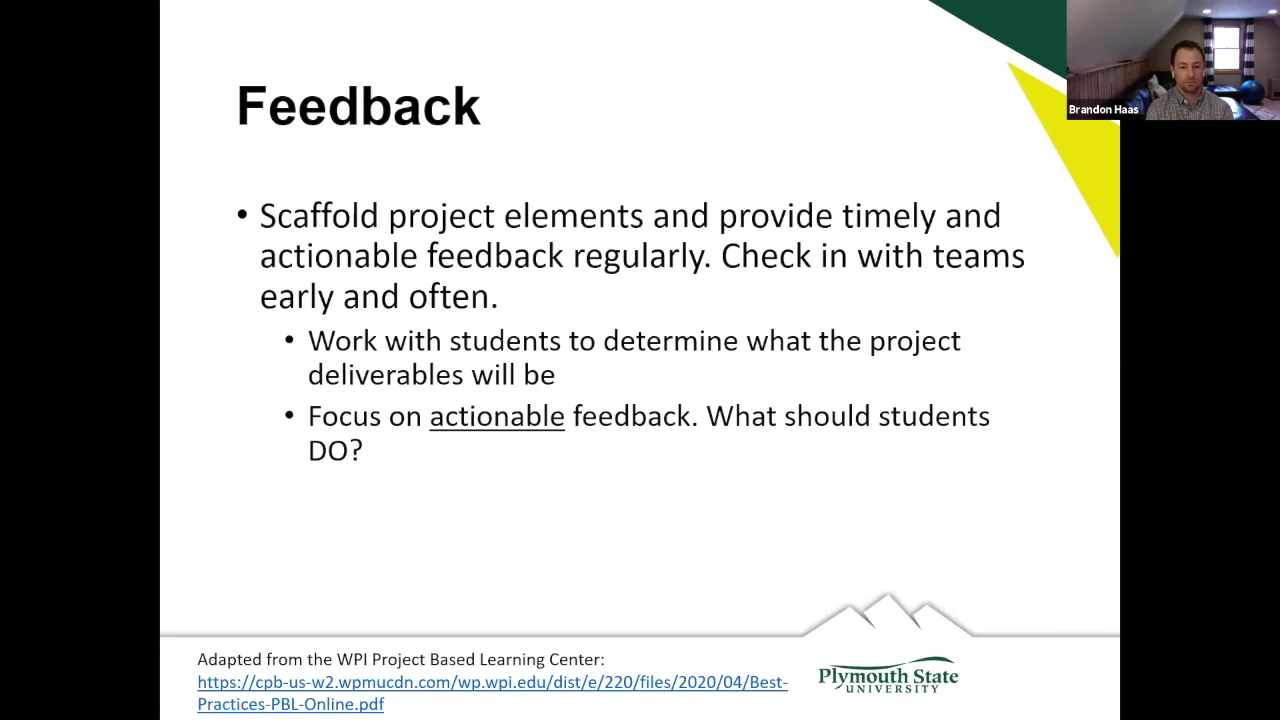 Feedback
Brandon Haas
• Scaffold project elements and provide timely and
actionable feedback regularly. Check in with teams
early and often.
• Work with students to determine what the project
deliverables will be
• Focus on actionable feedback. What should students
DO?
Adapted from the WPI Project Based Learning Center:
https://cpb-us-w2.wpmucdn.com/wp.wpi.edu/dist/e/220/files/2020/04/Best-
Practices-PBL-Online.pdf
Plymouth State
UNIVERSITY